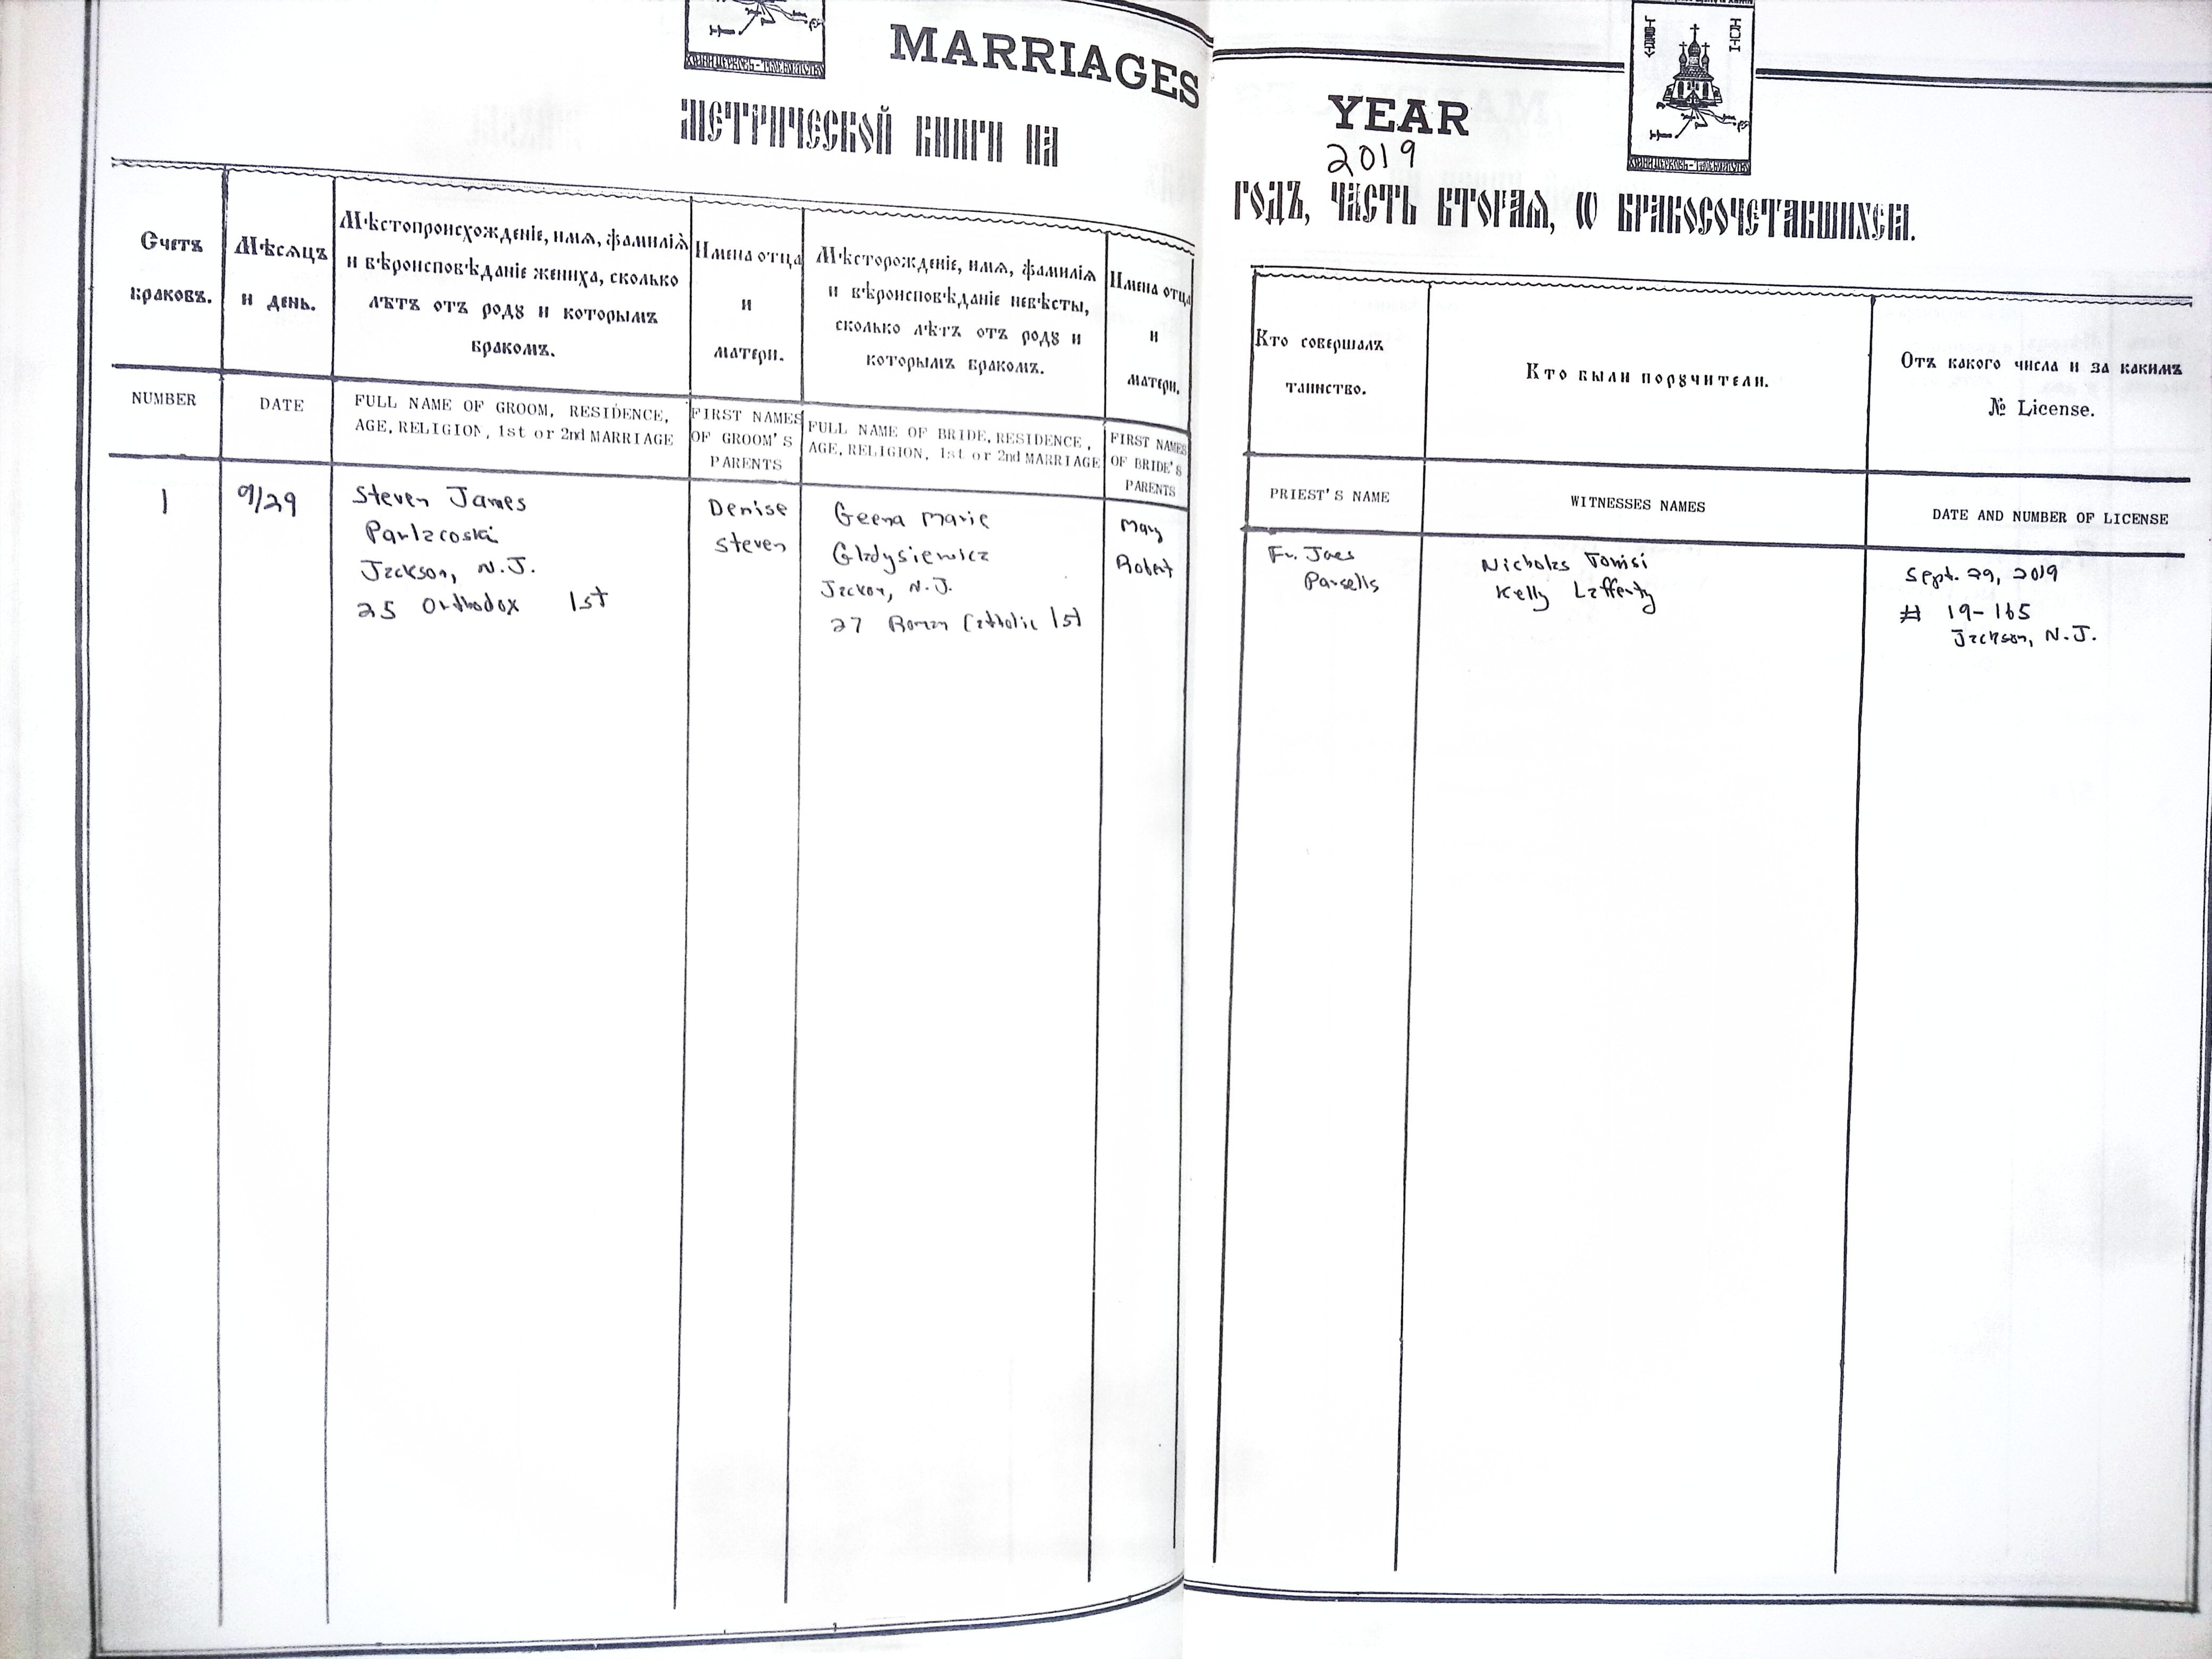 MARRIAGES
МЕТРИЧЕСКОЙ КНИГИ НА
YEAR
2019
ГОДЪ, ЧАСТЬ ВТОРАЯ, Ѡ БРАКОСОЧЕТАВШИХСЯ.
Счетъ
браковъ.
Мѣсяцъ
и день.
Мѣстопроисхожденіе, имя, фамилія
и вѣроисповѣданіе жениха, сколько
лѣтъ отъ роду и которымъ
бракомъ.
Имена отца
и
матери.
Мѣсторожденіе, имя, фамилія
и вѣроисповѣданіе невѣсты,
сколько лѣтъ отъ роду и
которымъ бракомъ.
Имена отца
и
матери.
Кто совершалъ
таинство.
Кто были поручители.
Отъ какого числа и за какимъ
№ License.
NUMBER
DATE
FULL NAME OF GROOM, RESIDENCE,
AGE, RELIGION, 1st or 2nd MARRIAGE
FIRST NAMES
OF GROOM'S
PARENTS
FULL NAME OF BRIDE, RESIDENCE,
AGE, RELIGION, 1st or 2nd MARRIAGE
FIRST NAMES
OF BRIDE'S
PARENTS
PRIEST'S NAME
WITNESSES NAMES
DATE AND NUMBER OF LICENSE
1
9/29
Steven James
Jackson, N.J.
25 Orthodox 1st
Denise
Steven
Geena Marie
Gladysiewicz
Jackon, N.J.
27 Roman Catholic 1st
Mary
Robert
Fr. James
Parsells
Nicholas
Kelly Lafferty
Sept. 29, 2019
# 19-165
Jackson, N.J.